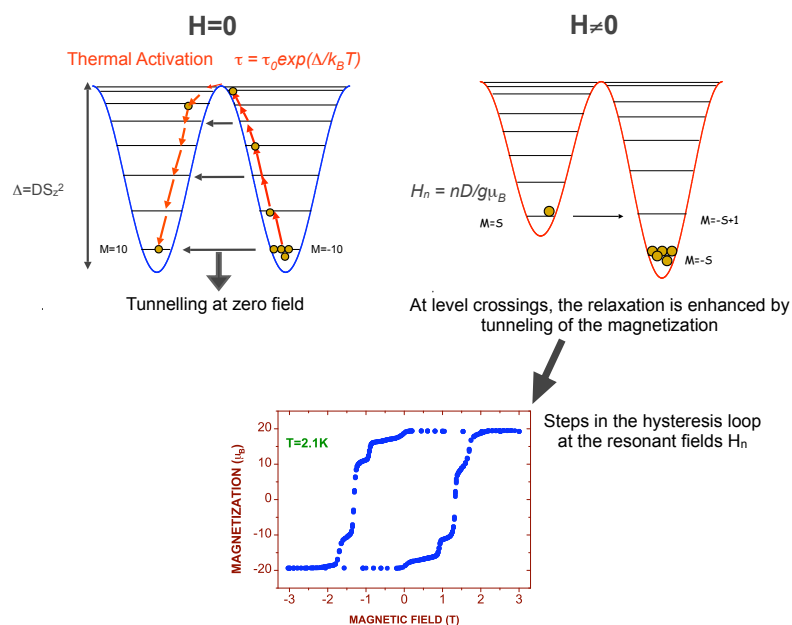 H=0
H≠0
Thermal Activation τ = τ₀exp(Δ/k_BT)
Δ=DS_z²
M=10
M=-10
Tunnelling at zero field
H_n = nD/gμ_B
M=S
M=-S+1
M=-S
At level crossings, the relaxation is enhanced by
tunneling of the magnetization
Steps in the hysteresis loop
at the resonant fields H_n
T=2.1K
MAGNETIZATION (μ_B)
20
10
0
-10
-20
-3 -2 -1 0 1 2 3
MAGNETIC FIELD (T)